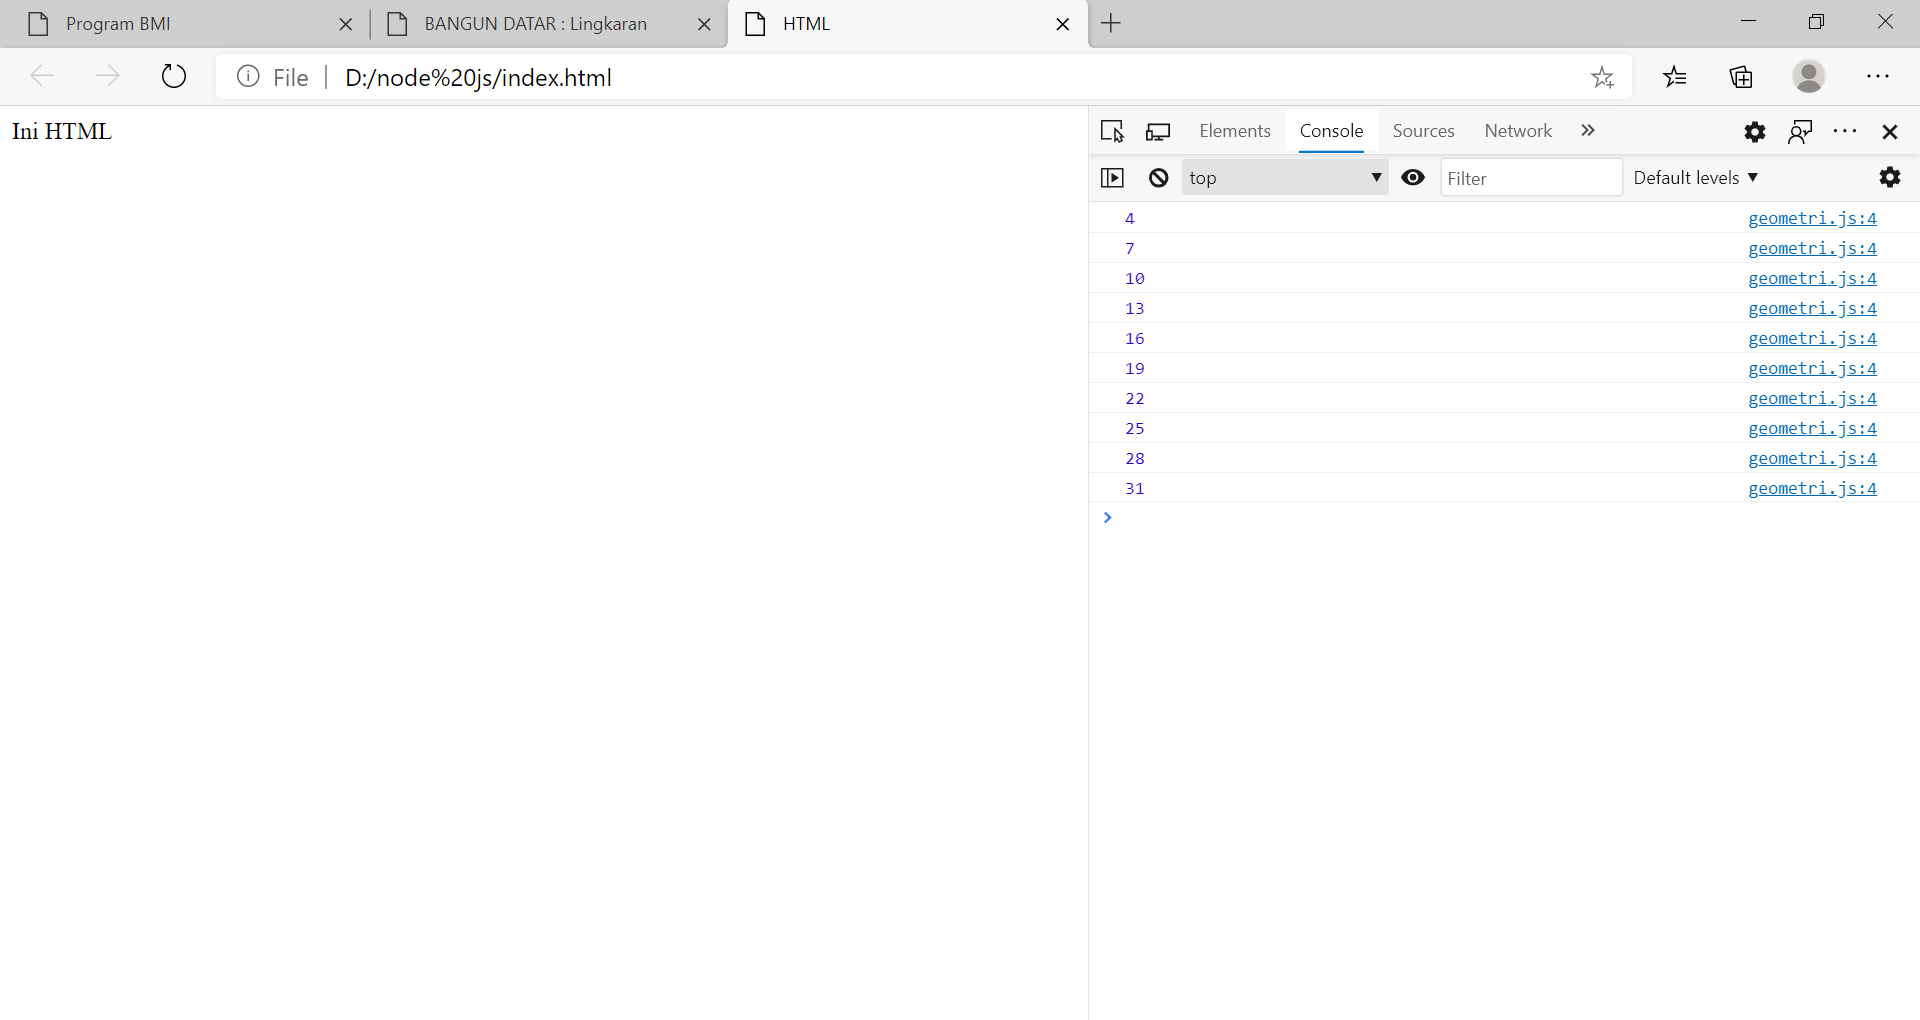 Program BMI
BANGUN DATAR : Lingkaran
HTML
File
D:/node%20js/index.html
Ini HTML
Elements Console Sources Network
top
Filter
Default levels
4 geometri.js:4
7 geometri.js:4
10 geometri.js:4
13 geometri.js:4
16 geometri.js:4
19 geometri.js:4
22 geometri.js:4
25 geometri.js:4
28 geometri.js:4
31 geometri.js:4